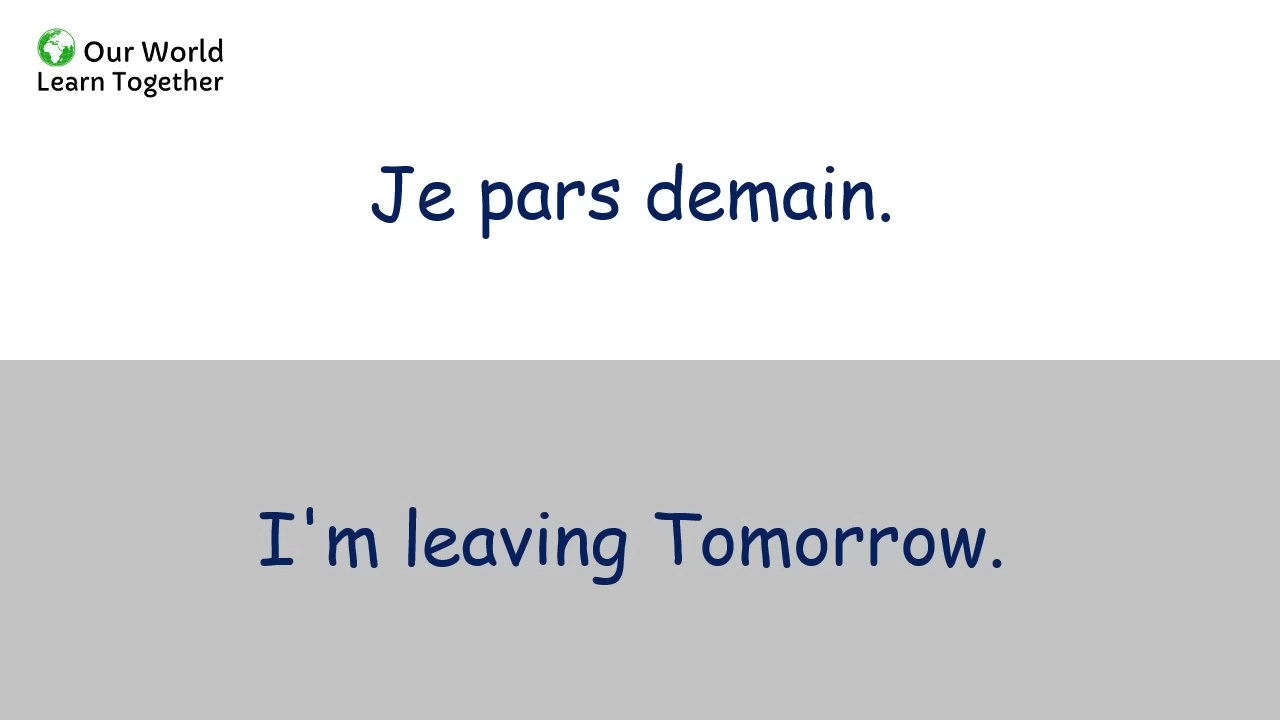 Our World
Learn Together
Je pars demain.
I'm leaving Tomorrow.